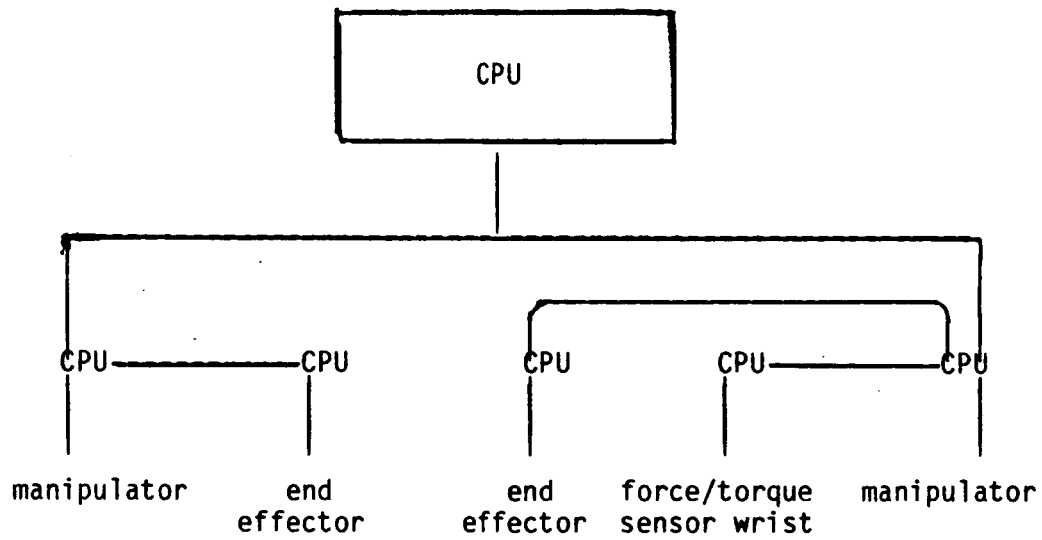 CPU
CPU CPU CPU CPU CPU
manipulator end effector end effector force/torque sensor wrist manipulator